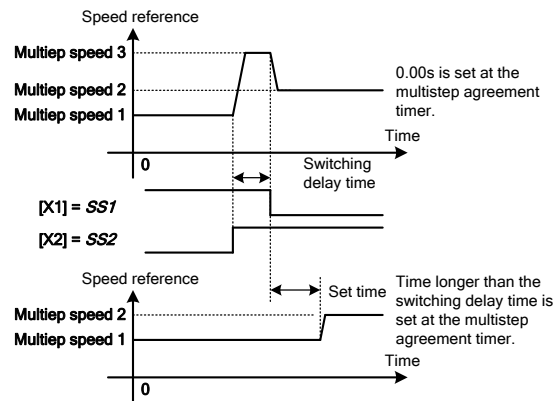 Speed reference
Multiep speed 3
Multiep speed 2
Multiep speed 1
0.00s is set at the
multistep agreement
timer.
Time
0
Switching
delay time
[X1] = SS1
[X2] = SS2
Speed reference
Set time
Time longer than the
switching delay time is
set at the multistep
agreement timer.
Multiep speed 2
Multiep speed 1
Time
0